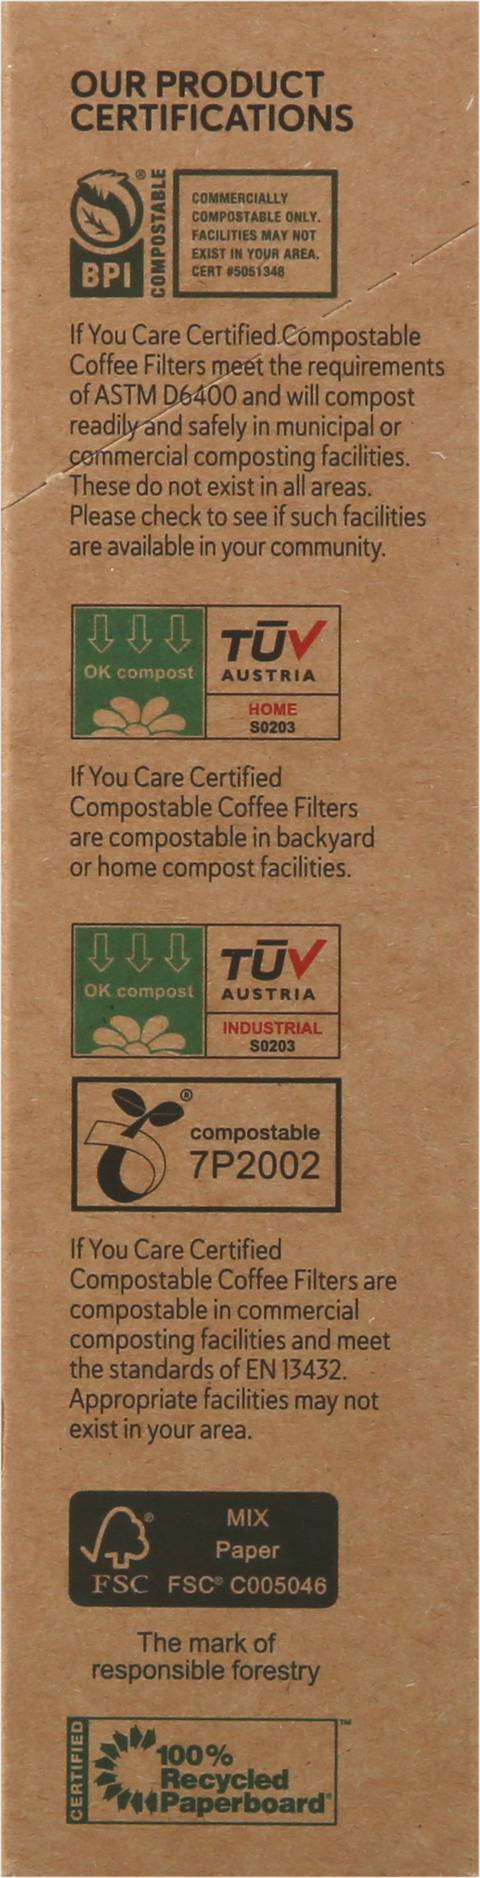 OUR PRODUCT
CERTIFICATIONS
BPI
®
COMPOSTABLE
COMMERCIALLY
COMPOSTABLE ONLY.
FACILITIES MAY NOT
EXIST IN YOUR AREA.
CERT #5051348
If You Care Certified Compostable
Coffee Filters meet the requirements
of ASTM D6400 and will compost
readily and safely in municipal or
commercial composting facilities.
These do not exist in all areas.
Please check to see if such facilities
are available in your community.
OK compost
TÜV
AUSTRIA
HOME
S0203
If You Care Certified
Compostable Coffee Filters
are compostable in backyard
or home compost facilities.
OK compost
TÜV
AUSTRIA
INDUSTRIAL
S0203
®
compostable
7P2002
If You Care Certified
Compostable Coffee Filters are
compostable in commercial
composting facilities and meet
the standards of EN 13432.
Appropriate facilities may not
exist in your area.
®
FSC
MIX
Paper
FSC® C005046
The mark of
responsible forestry
CERTIFIED
100%
Recycled
Paperboard®
™